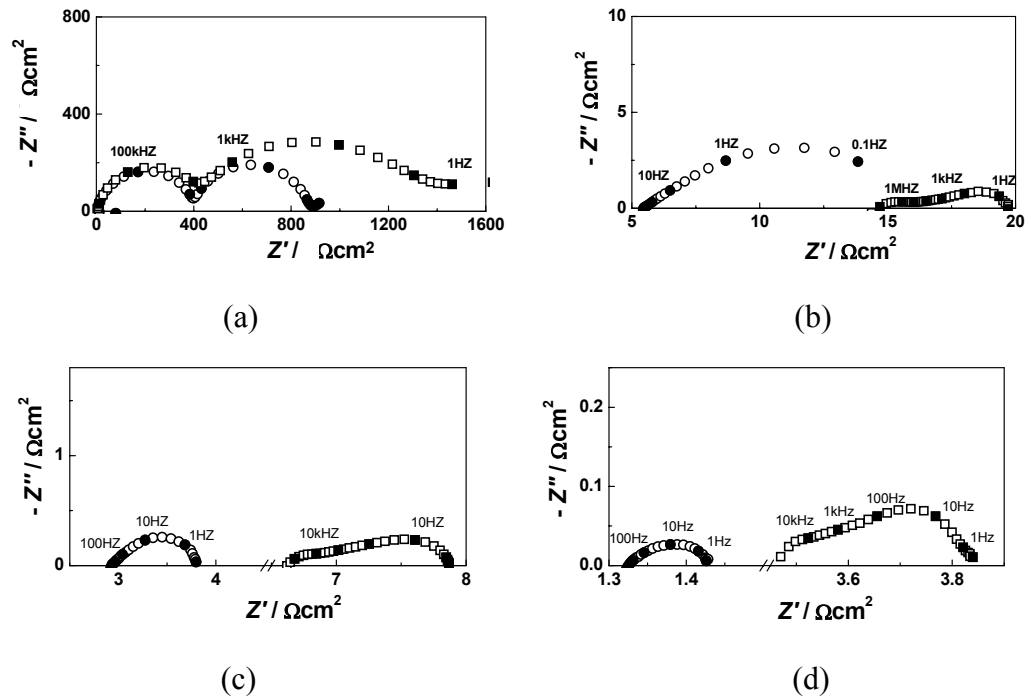 800
400
0
- Z″ / Ωcm²
100kHZ
1kHZ
1HZ
0 400 800 1200 1600
Z' / Ωcm²
(a)
10
5
0
- Z″ / Ωcm²
10HZ
1HZ
0.1HZ
1MHZ
1kHZ
1HZ
5 10 15 20
Z' / Ωcm²
(b)
1
0
- Z″ / Ωcm²
100HZ
10HZ
1HZ
10kHZ
10HZ
3 7 8
Z' / Ωcm²
(c)
0.2
0.1
0.0
- Z″ / Ωcm²
100Hz
10Hz
1Hz
10kHz
1kHz
100Hz
10Hz
1Hz
1.3 1.4 3.6 3.8
Z' / Ωcm²
(d)